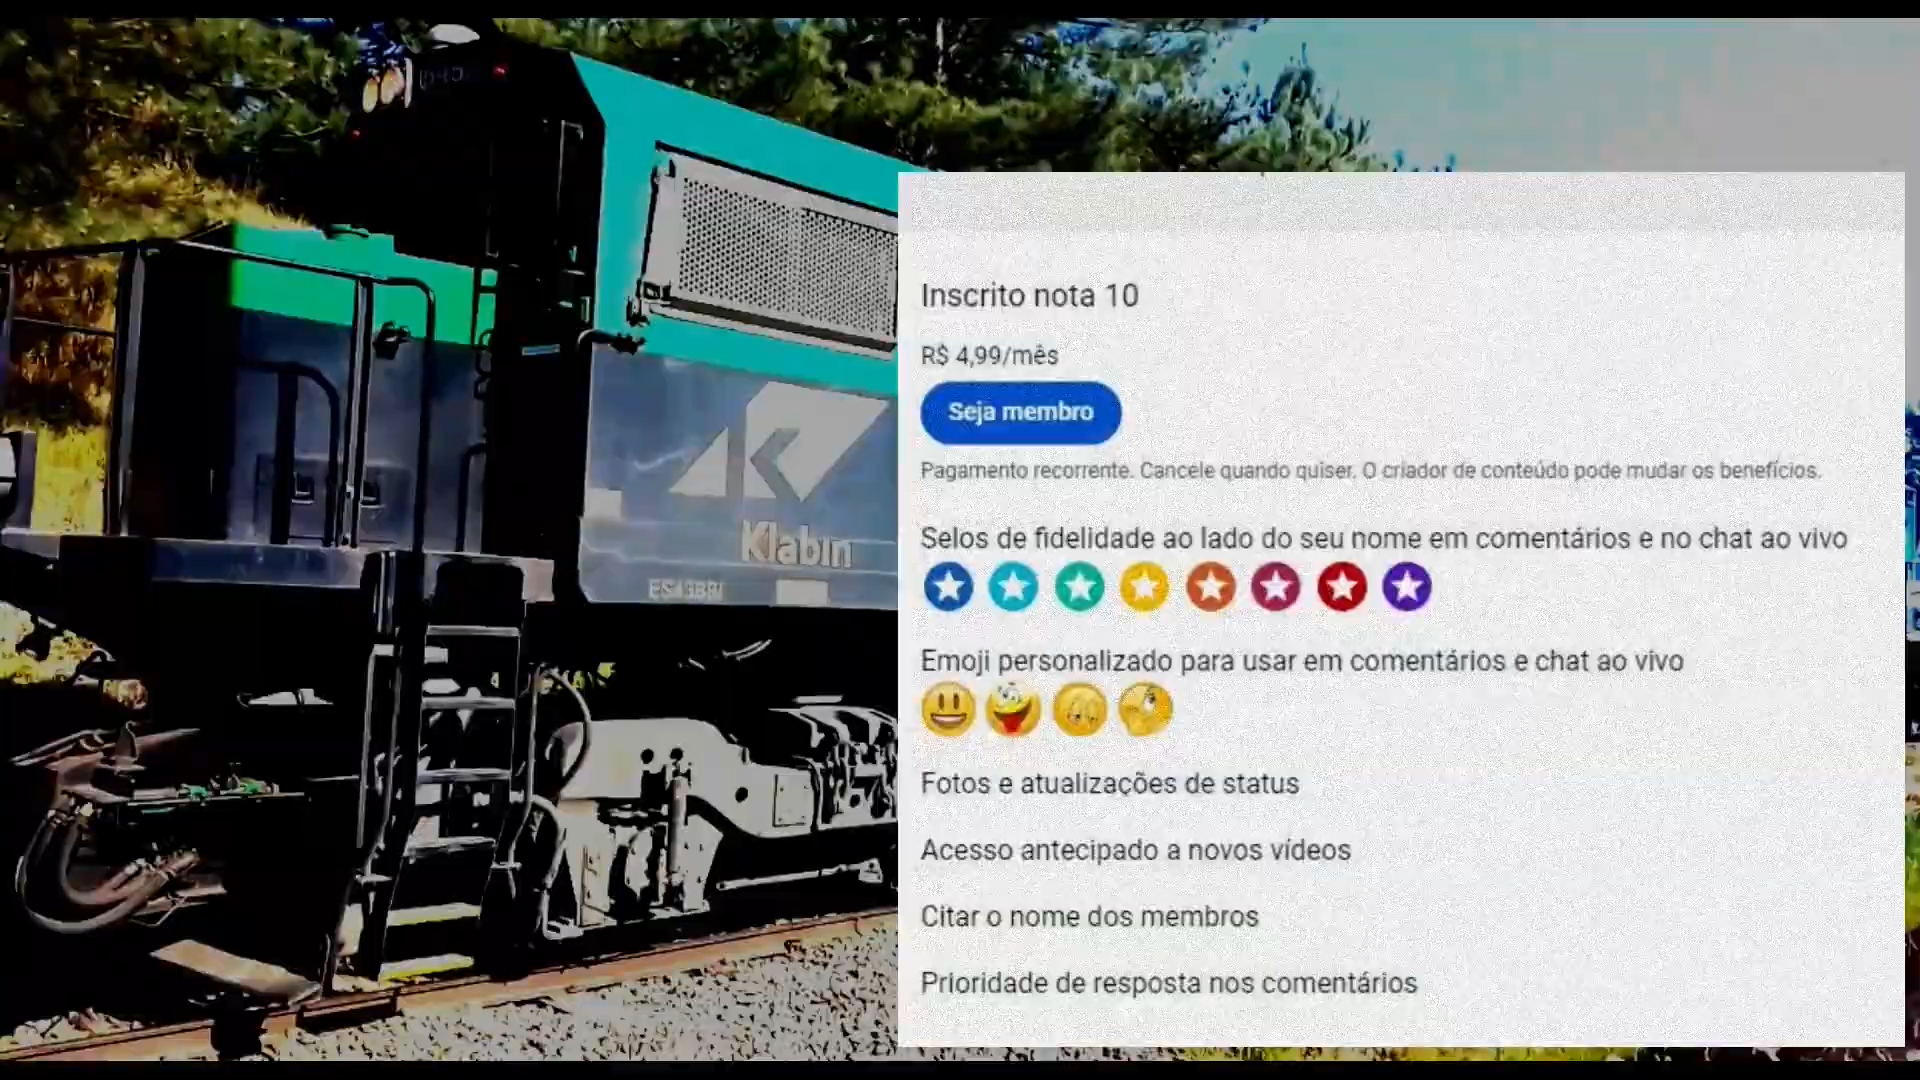 Klabin
ES43BBi
Inscrito nota 10
R$ 4,99/mês
Seja membro
Pagamento recorrente. Cancele quando quiser. O criador de conteúdo pode mudar os benefícios.
Selos de fidelidade ao lado do seu nome em comentários e no chat ao vivo
Emoji personalizado para usar em comentários e chat ao vivo
Fotos e atualizações de status
Acesso antecipado a novos vídeos
Citar o nome dos membros
Prioridade de resposta nos comentários